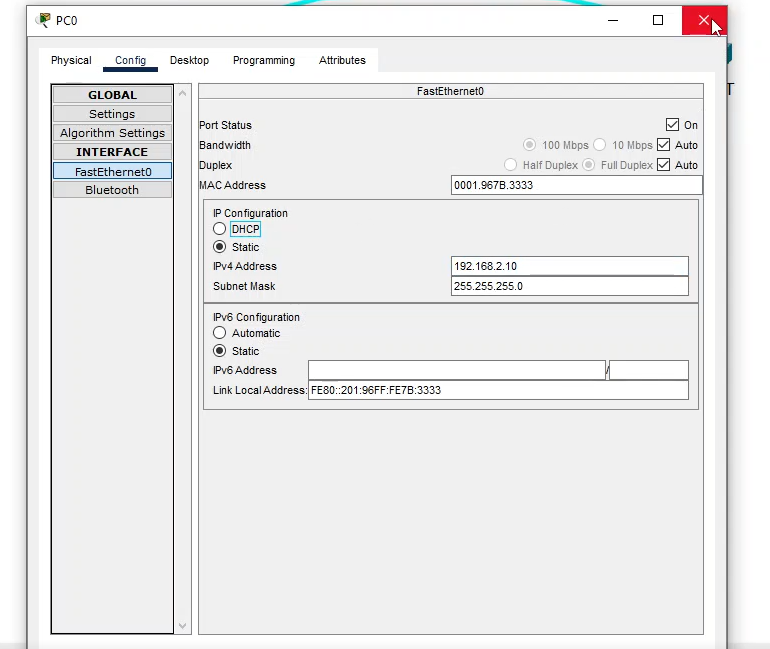 PC0
Physical Config Desktop Programming Attributes
GLOBAL
Settings
Algorithm Settings
INTERFACE
FastEthernet0
Bluetooth
FastEthernet0
Port Status On
Bandwidth 100 Mbps 10 Mbps Auto
Duplex Half Duplex Full Duplex Auto
MAC Address 0001.967B.3333
IP Configuration
DHCP
Static
IPv4 Address 192.168.2.10
Subnet Mask 255.255.255.0
IPv6 Configuration
Automatic
Static
IPv6 Address /
Link Local Address: FE80::201:96FF:FE7B:3333
T